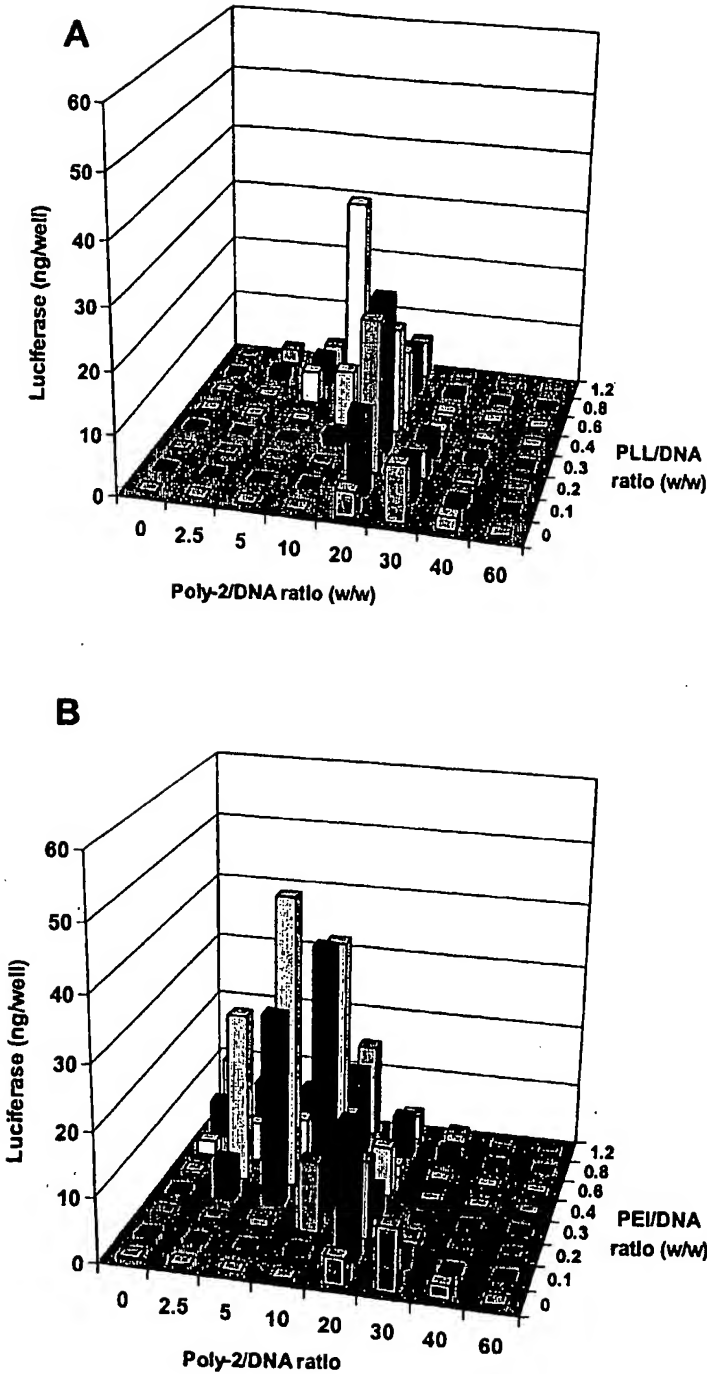 A
60
50
40
30
20
10
0
Luciferase (ng/well)
0 2.5 5 10 20 30 40 60
Poly-2/DNA ratio (w/w)
1.2
0.8
0.6
0.4
0.3
0.2
0.1
0
PLL/DNA
ratio (w/w)
B
60
50
40
30
20
10
0
Luciferase (ng/well)
0 2.5 5 10 20 30 40 60
Poly-2/DNA ratio
1.2
0.8
0.6
0.4
0.3
0.2
0.1
0
PEI/DNA
ratio (w/w)